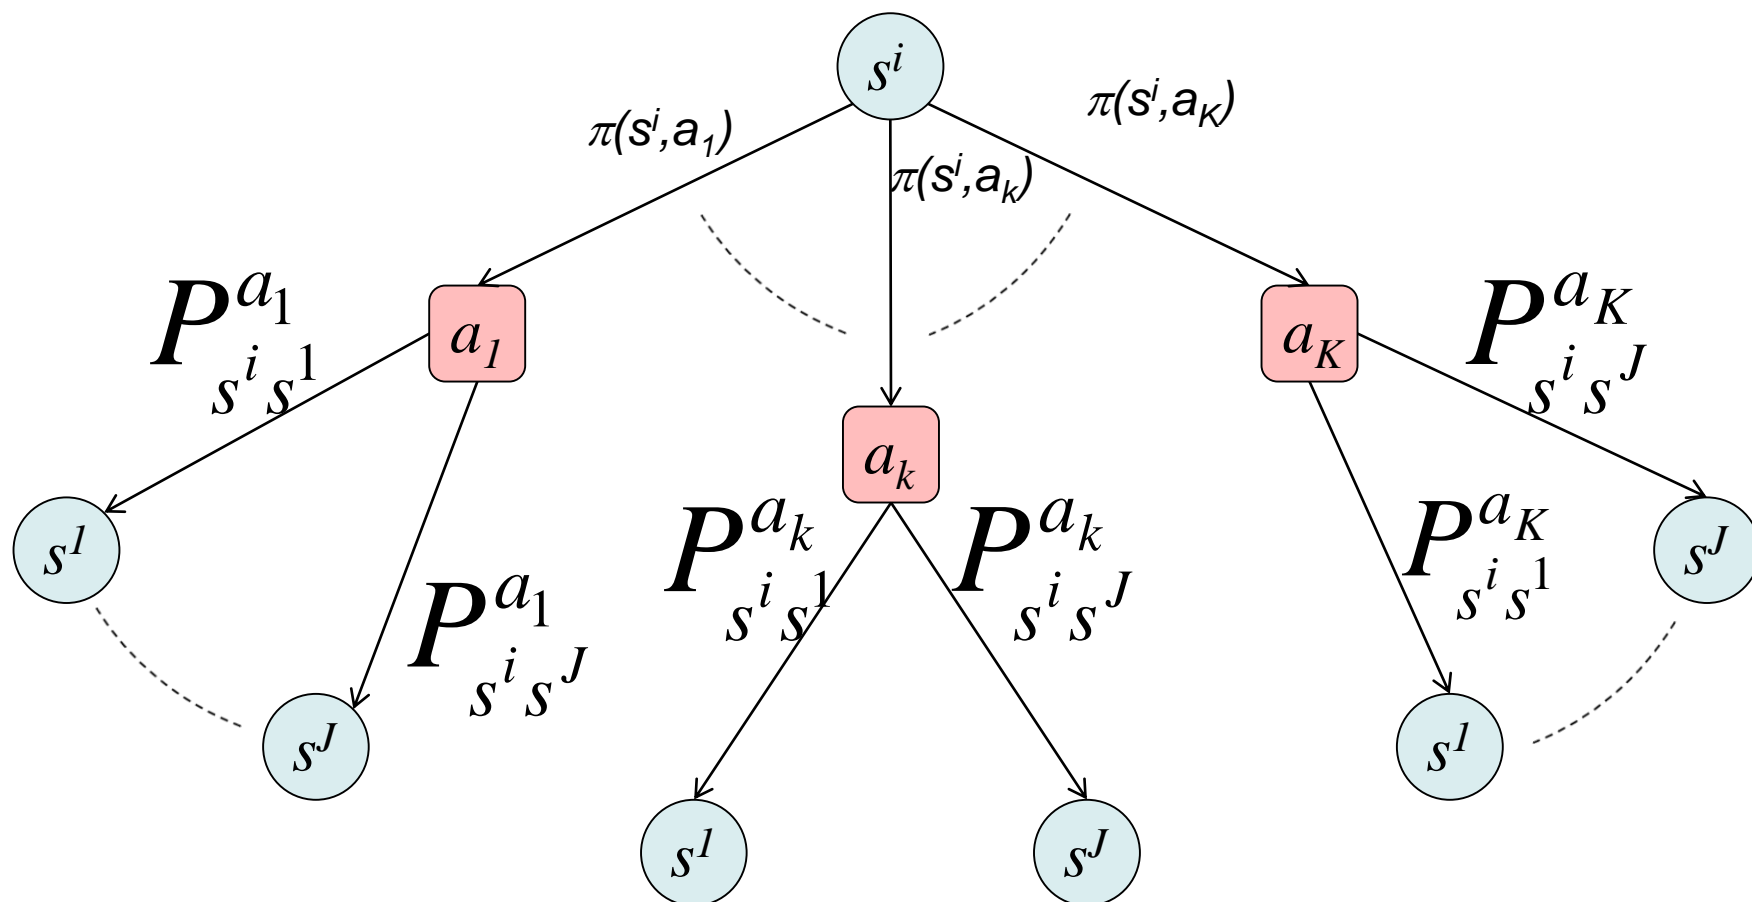 s^i
π(s^i,a_1)
π(s^i,a_k)
π(s^i,a_K)
P^{a_1}_{s^i s^1}
a_1
a_K
P^{a_K}_{s^i s^J}
a_k
P^{a_k}_{s^i s^1}
P^{a_k}_{s^i s^J}
P^{a_K}_{s^i s^1}
s^1
s^J
P^{a_1}_{s^i s^J}
s^J
s^1
s^1
s^J